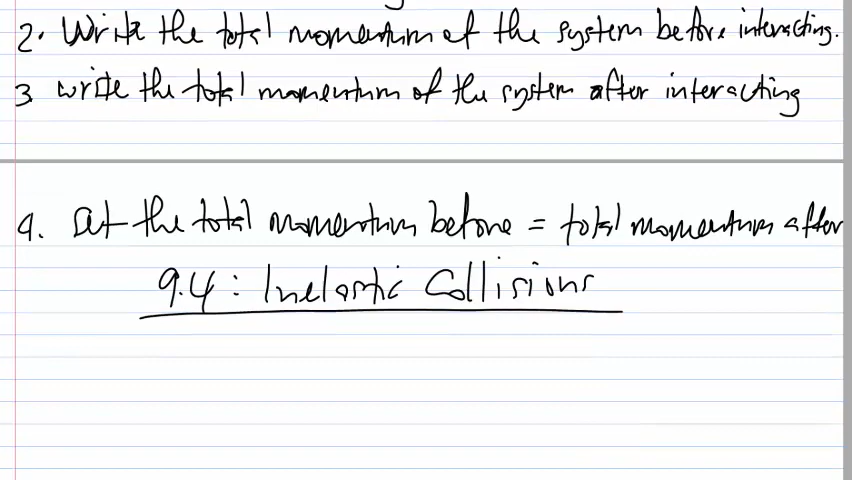 2. Write the total momentum of the system before interacting.
3 write the total momentum of the system after interacting
4. Set the total momentum before = total momentum after
9.4 : Inelastic Collisions